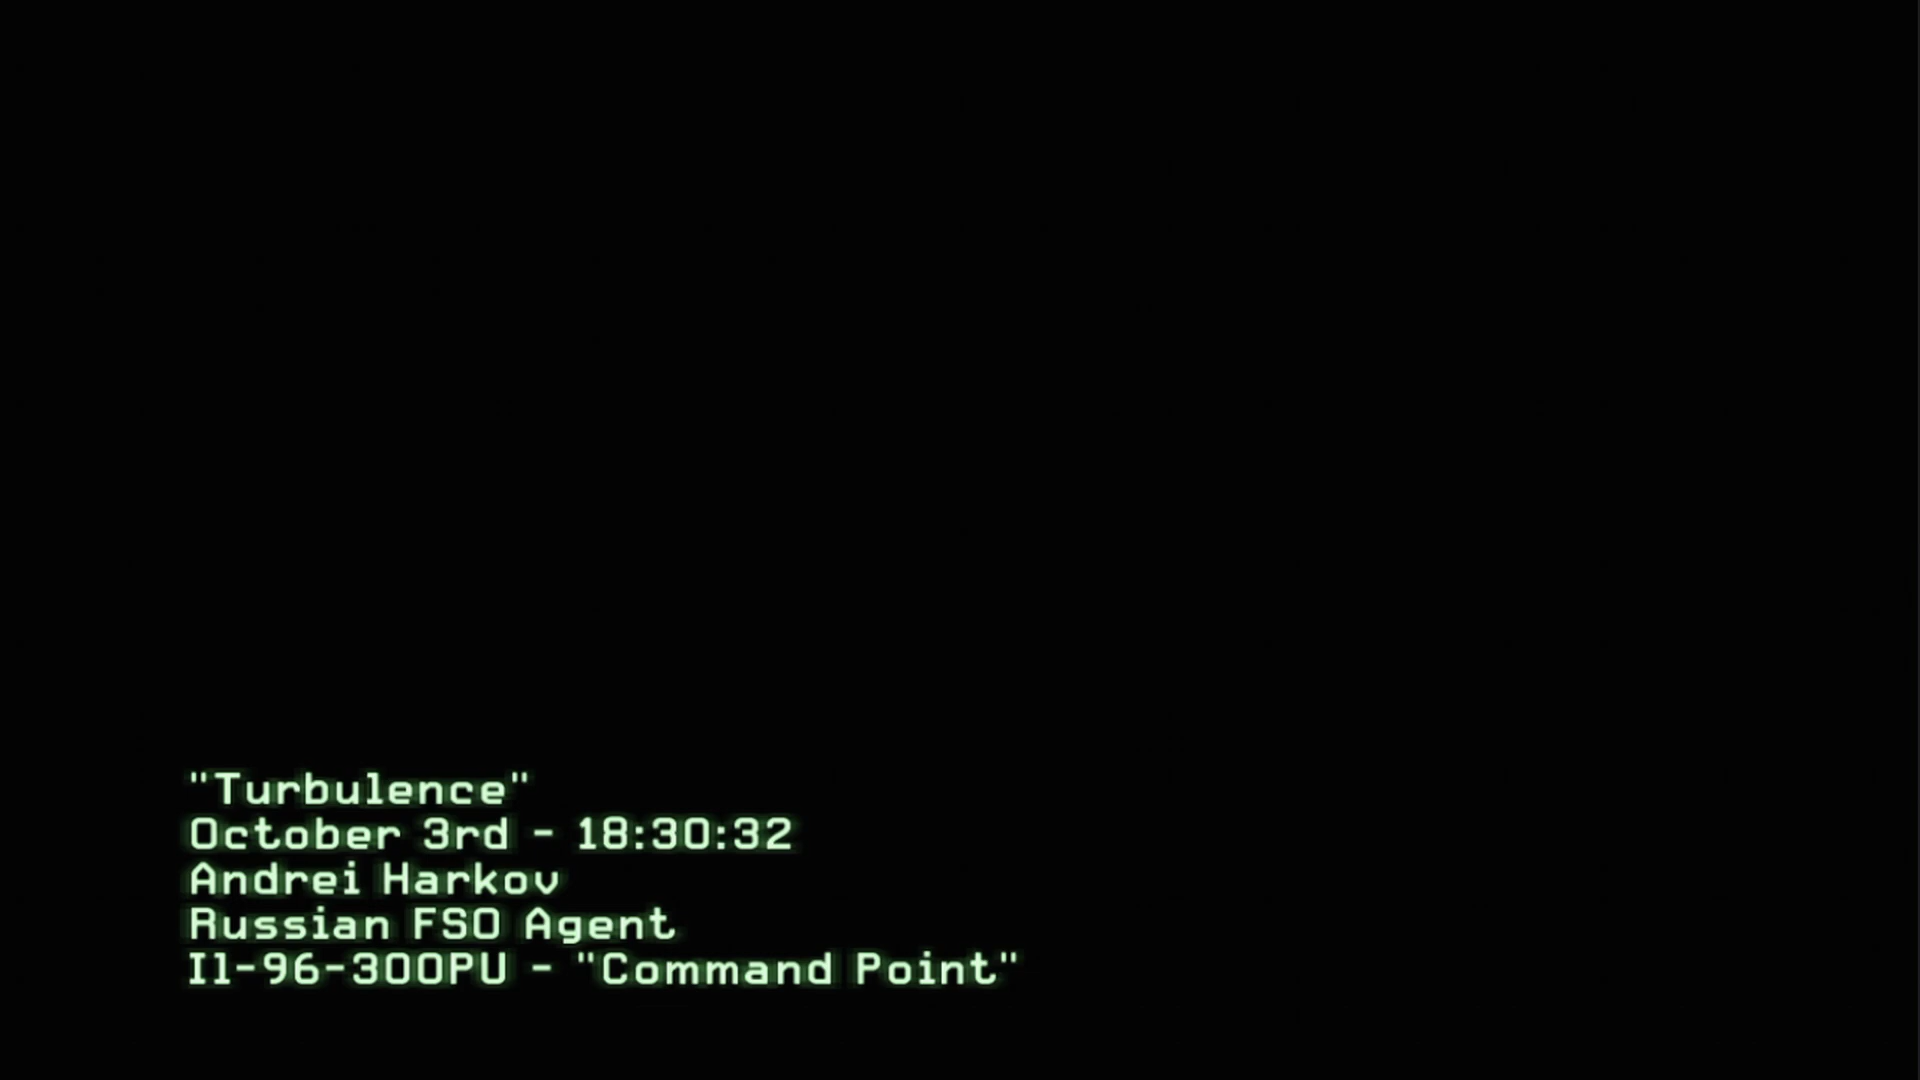 "Turbulence"
October 3rd - 18:30:32
Andrei Harkov
Russian FSO Agent
Il-96-300PU - "Command Point"